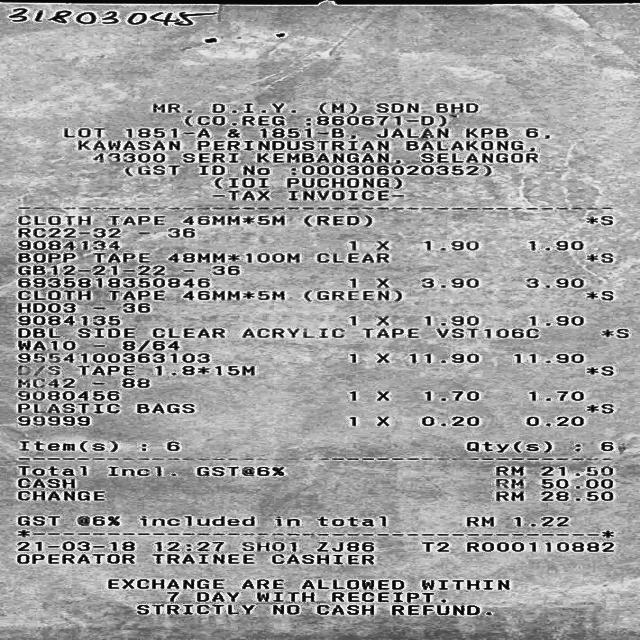 31803045
MR. D.I.Y. (M) SDN BHD
(CO.REG :860671-D)
LOT 1851-A & 1851-B, JALAN KPB 6,
KAWASAN PERINDUSTRIAN BALAKONG,
43300 SERI KEMBANGAN, SELANGOR
(GST ID No :000306020352)
(IOI PUCHONG)
-TAX INVOICE-
CLOTH TAPE 46MM*5M (RED) *S
RC22-32 - 36
9084134 1 X 1.90 1.90
BOPP TAPE 48MM*100M CLEAR *S
GB12-21-22 - 36
6935818350846 1 X 3.90 3.90
CLOTH TAPE 46MM*5M (GREEN) *S
HD03 - 36
9084135 1 X 1.90 1.90
DBL SIDE CLEAR ACRYLIC TAPE VST106C *S
WA10 - 8/64
9554100363103 1 X 11.90 11.90
D/S TAPE 1.8*15M *S
MC42 - 88
9080456 1 X 1.70 1.70
PLASTIC BAGS *S
99999 1 X 0.20 0.20
Item(s) : 6 Qty(s) : 6
Total Incl. GST@6% RM 21.50
CASH RM 50.00
CHANGE RM 28.50
GST @6% included in total RM 1.22
*--------------------------------------*
21-03-18 12:27 SH01 ZJ86 T2 R000110882
OPERATOR TRAINEE CASHIER
EXCHANGE ARE ALLOWED WITHIN
7 DAY WITH RECEIPT.
STRICTLY NO CASH REFUND.